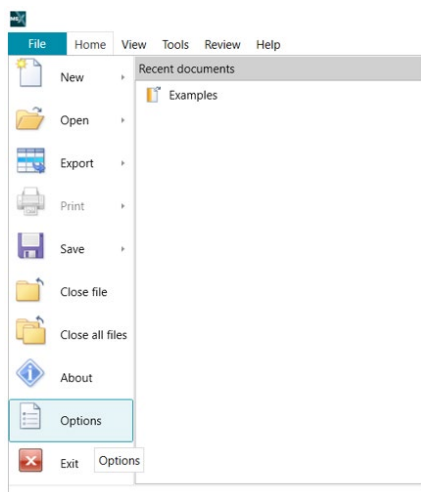 File Home View Tools Review Help
Recent documents
Examples
New
Open
Export
Print
Save
Close file
Close all files
About
Options
Exit
Options